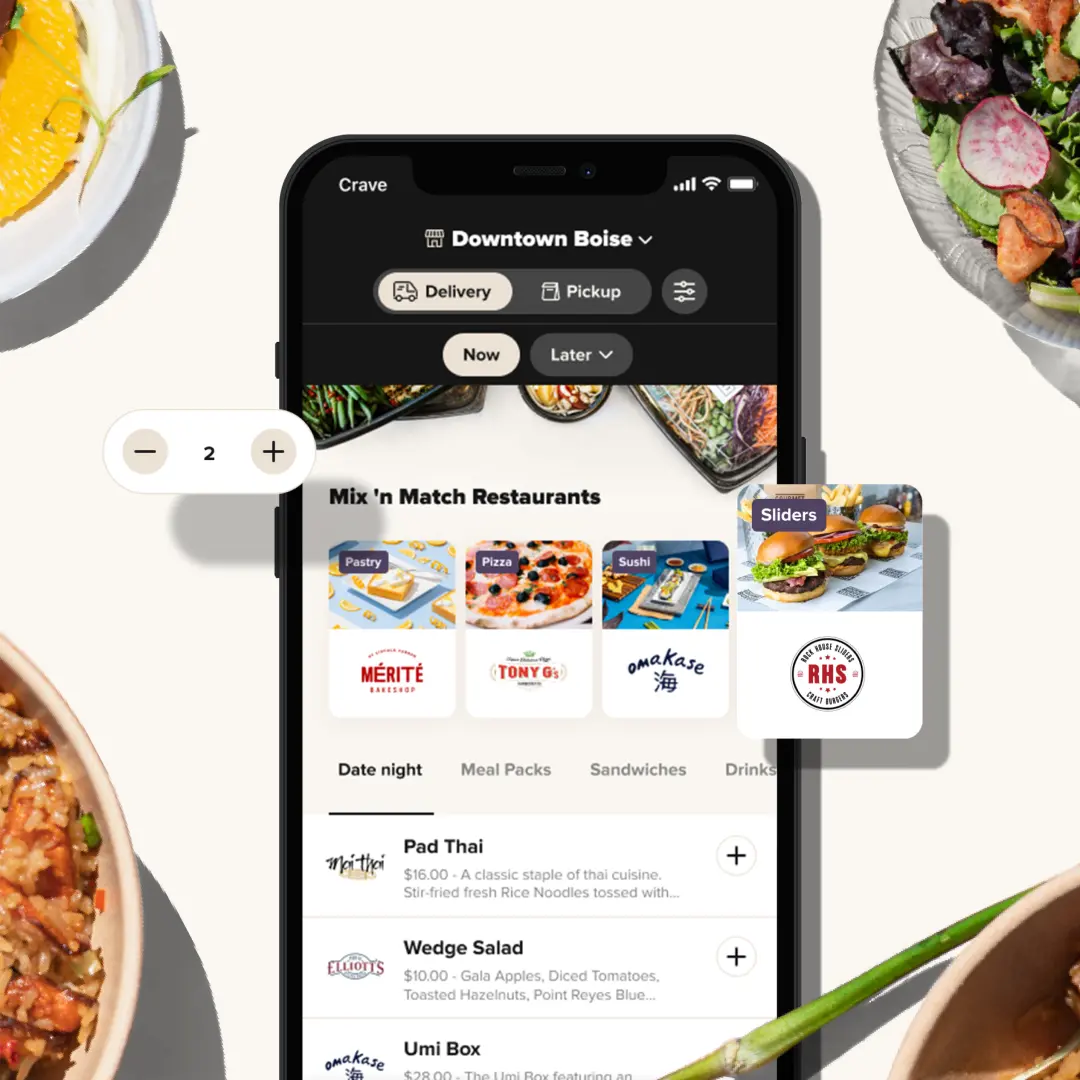 Crave
Downtown Boise
Delivery
Pickup
Now
Later
2
Mix 'n Match Restaurants
Pastry
Pizza
Sushi
Sliders
MÉRITÉ
BAKESHOP
TONY G's
omakase
海
ROCK HOUSE SLIDERS
RHS
CRAFT BURGERS
Date night
Meal Packs
Sandwiches
Drinks
Pad Thai
$16.00 - A classic staple of thai cuisine.
Stir-fried fresh Rice Noodles tossed with...
Moi thai
Wedge Salad
$10.00 - Gala Apples, Diced Tomatoes,
Toasted Hazelnuts, Point Reyes Blue...
ELLIOTT'S
Umi Box
$28.00 - The Umi Box featuring an
omakase
海